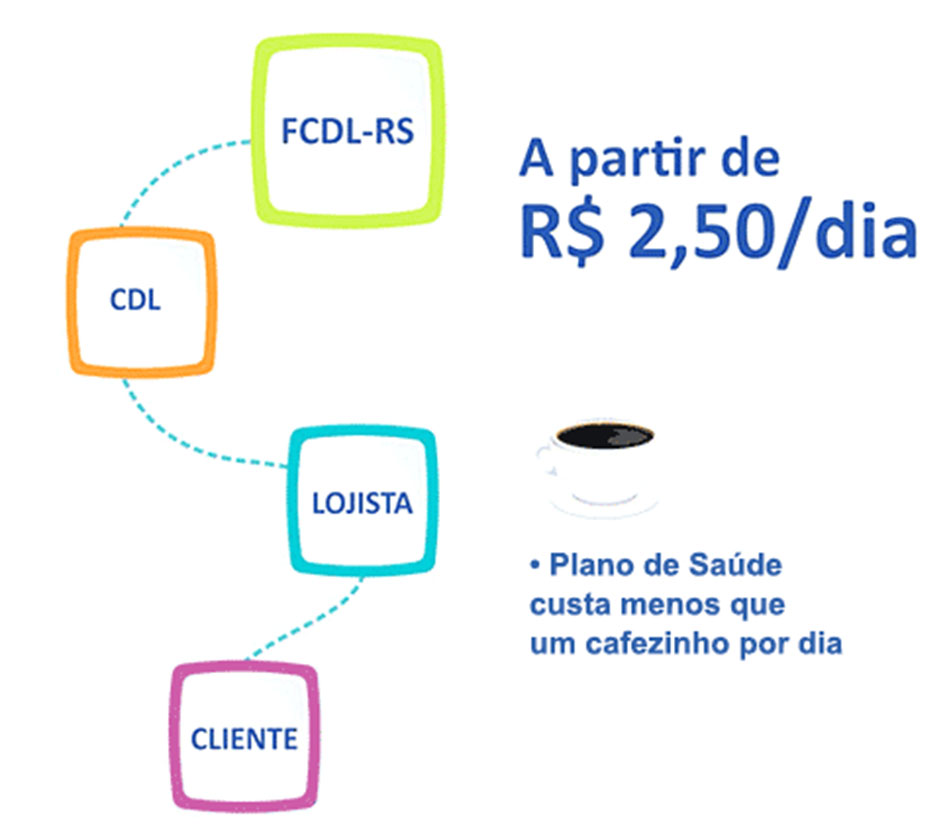 FCDL-RS
A partir de
R$ 2,50/dia
CDL
LOJISTA
• Plano de Saúde
custa menos que
um cafezinho por dia
CLIENTE